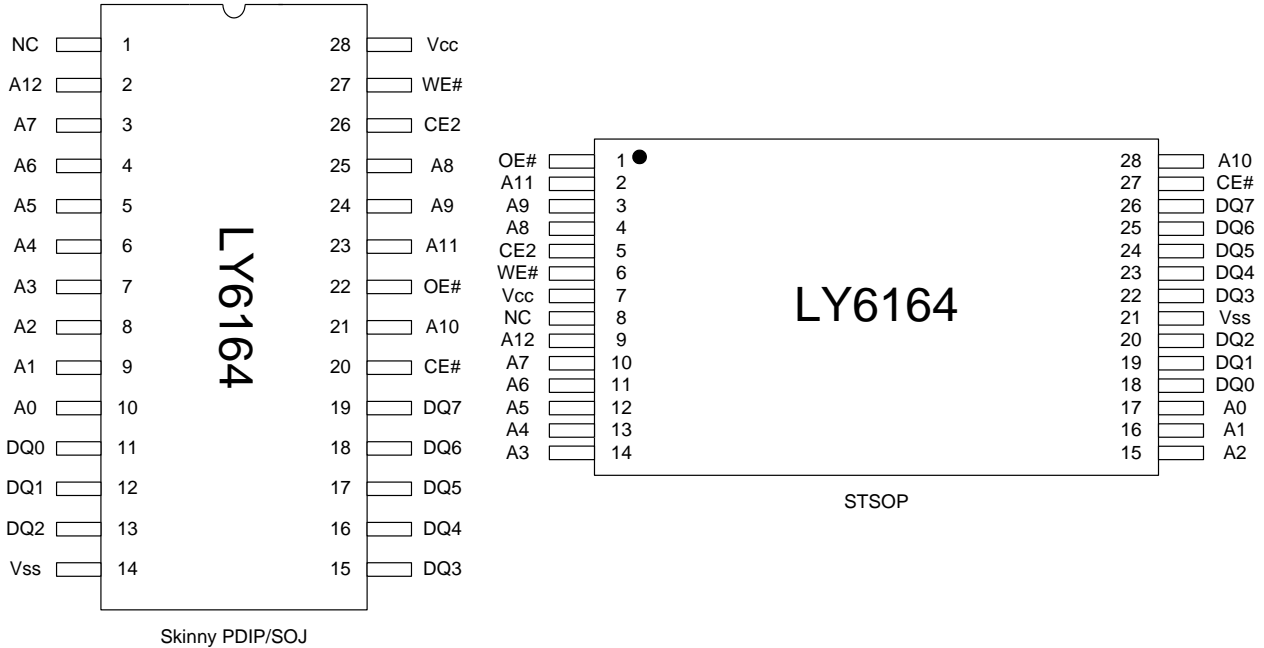 NC 1 28 Vcc
A12 2 27 WE#
A7 3 26 CE2
A6 4 25 A8
A5 5 24 A9
A4 6 23 A11
A3 7 22 OE#
A2 8 21 A10
A1 9 20 CE#
A0 10 19 DQ7
DQ0 11 18 DQ6
DQ1 12 17 DQ5
DQ2 13 16 DQ4
Vss 14 15 DQ3
LY6164
Skinny PDIP/SOJ
OE# 1 28 A10
A11 2 27 CE#
A9 3 26 DQ7
A8 4 25 DQ6
CE2 5 24 DQ5
WE# 6 23 DQ4
Vcc 7 22 DQ3
NC 8 21 Vss
A12 9 20 DQ2
A7 10 19 DQ1
A6 11 18 DQ0
A5 12 17 A0
A4 13 16 A1
A3 14 15 A2
LY6164
STSOP